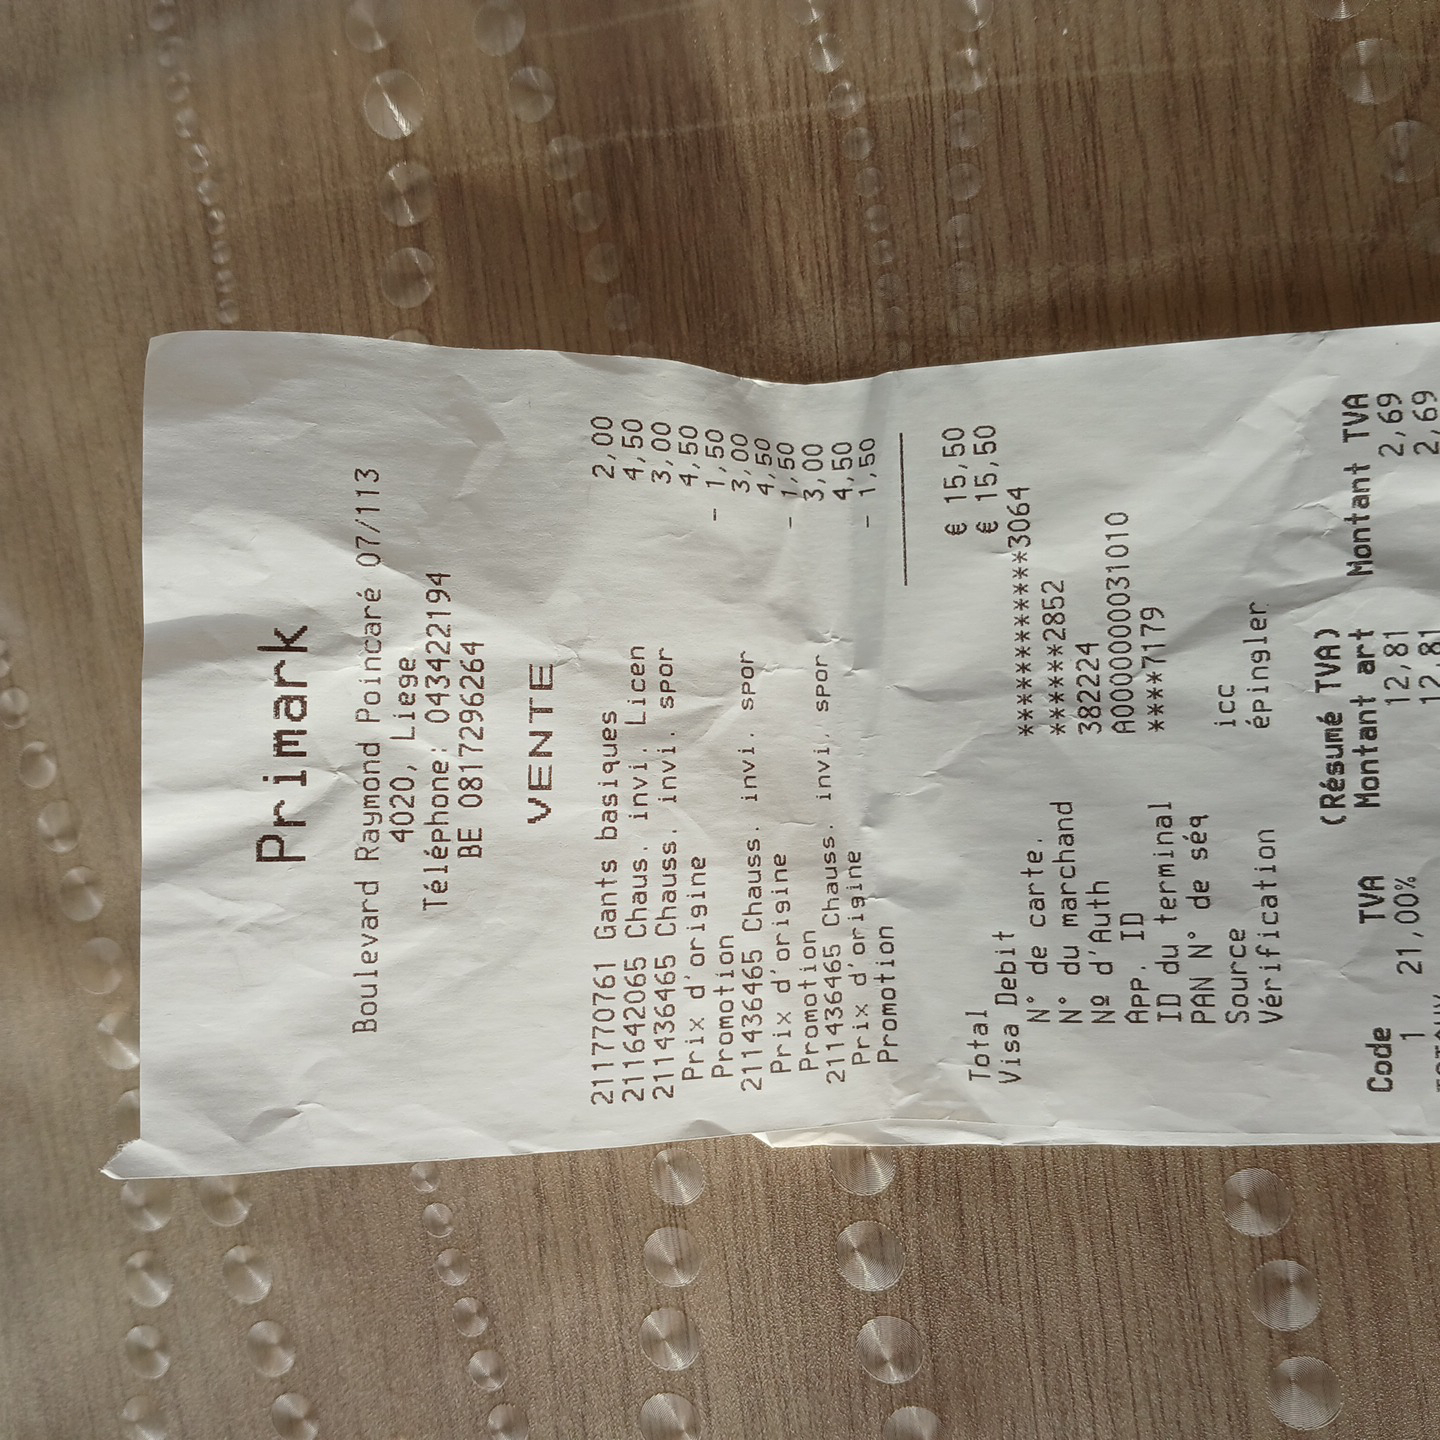 Primark
Boulevard Raymond Poincaré 07/113
4020, Liege
Téléphone: 043422194
BE 0817296264
VENTE
211770761 Gants basiques 2,00
211642065 Chaus. invi. Licen 4,50
211436465 Chauss. invi. spor 3,00
Prix d'origine 4,50
Promotion - 1,50
211436465 Chauss. invi. spor 3,00
Prix d'origine 4,50
Promotion - 1,50
211436465 Chauss. invi. spor 3,00
Prix d'origine 4,50
Promotion - 1,50
Total € 15,50
Visa Debit € 15,50
N° de carte. ************3064
N° du marchand ******2852
Nº d'Auth 382224
App. ID A0000000031010
ID du terminal ****7179
PAN N° de séq
Source icc
Vérification épingler
(Résumé TVA)
Code TVA Montant art Montant TVA
1 21,00% 12,81 2,69
12,81 2,69